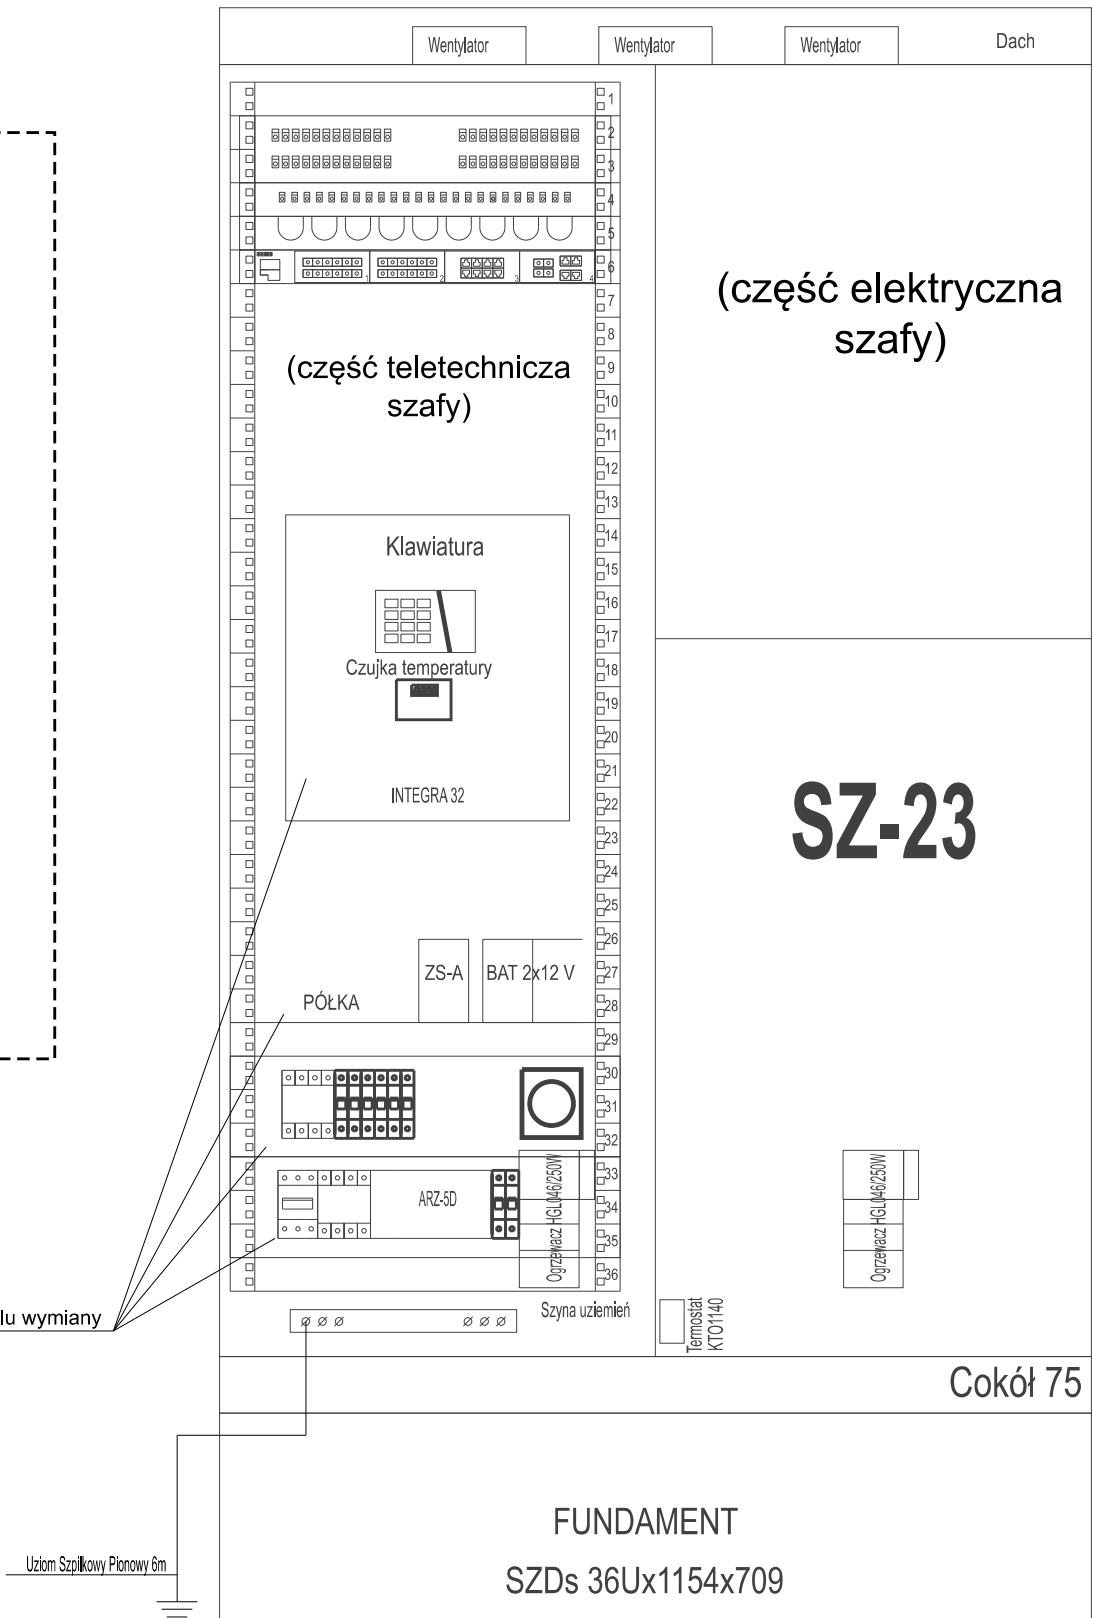 Wentylator
Wentylator
Wentylator
Dach
1
2
3
4
5
6
1
2
3
4
7
8
9
10
11
12
13
14
15
16
17
18
19
20
21
22
23
24
25
26
27
28
29
30
31
32
33
34
35
36
(część elektryczna
szafy)
(część teletechnicza
szafy)
Klawiatura
Czujka temperatury
INTEGRA 32
SZ-23
ZS-A
BAT 2x12 V
PÓŁKA
ARZ-5D
Ogrzewacz HGL046/250W
Ogrzewacz HGL046/250W
Szyna uziemień
Termostat
KTO1140
lu wymiany
Cokół 75
FUNDAMENT
SZDs 36Ux1154x709
Uziom Szpilkowy Pionowy 6m